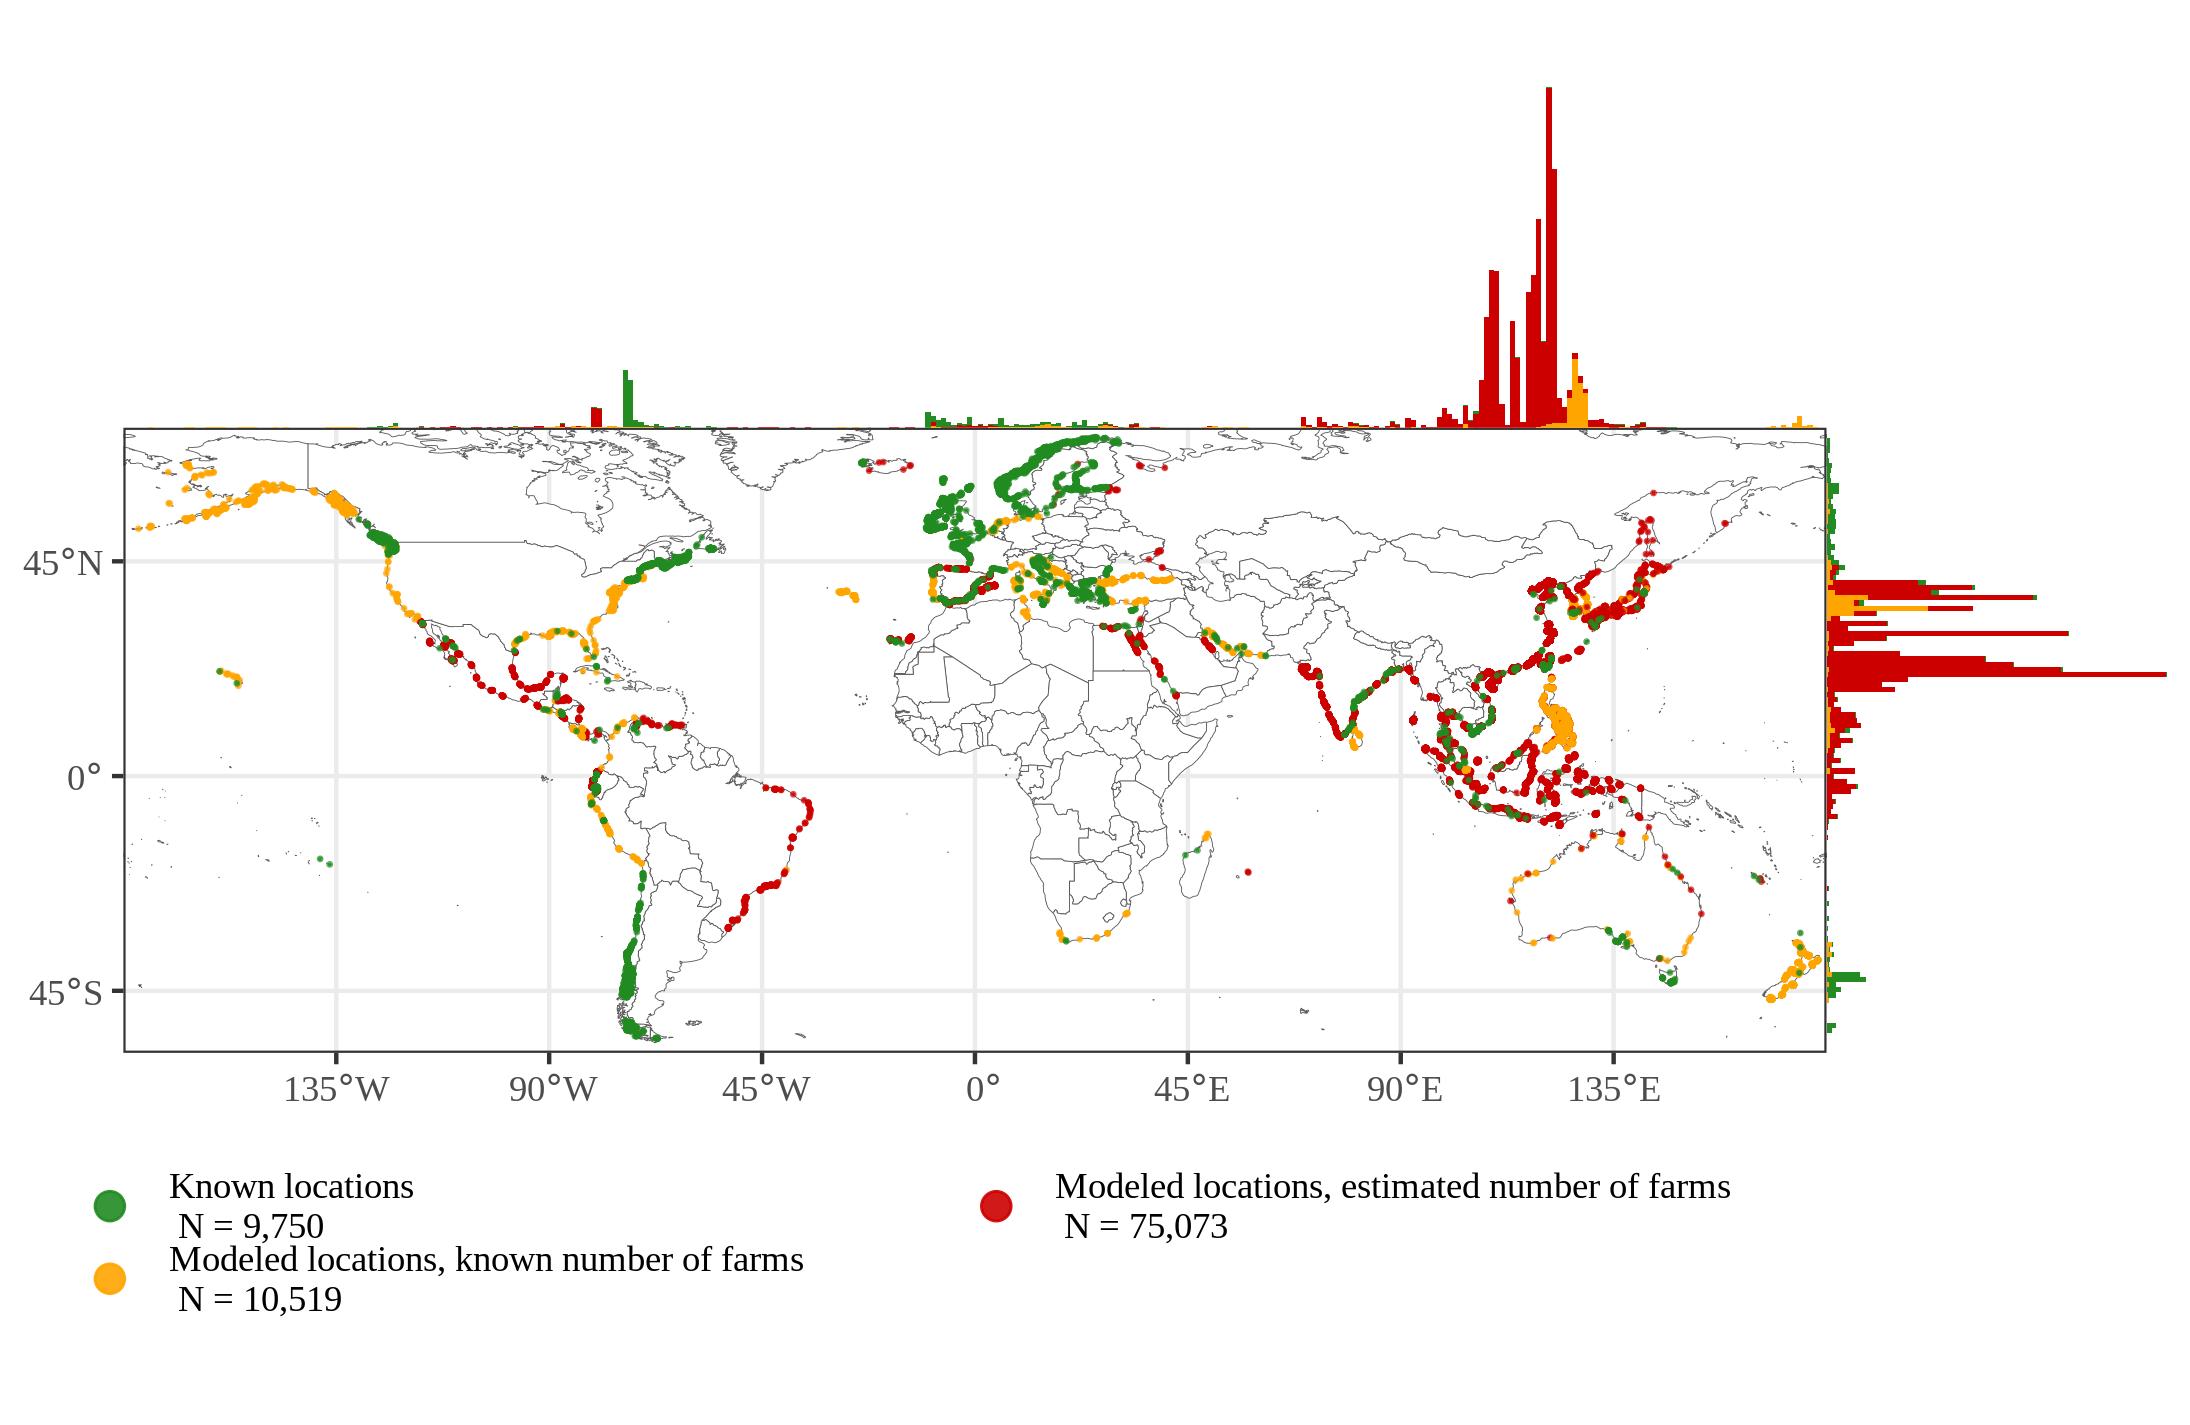 45°N
0°
45°S
135°W
90°W
45°W
0°
45°E
90°E
135°E
Known locations
N = 9,750
Modeled locations, known number of farms
N = 10,519
Modeled locations, estimated number of farms
N = 75,073